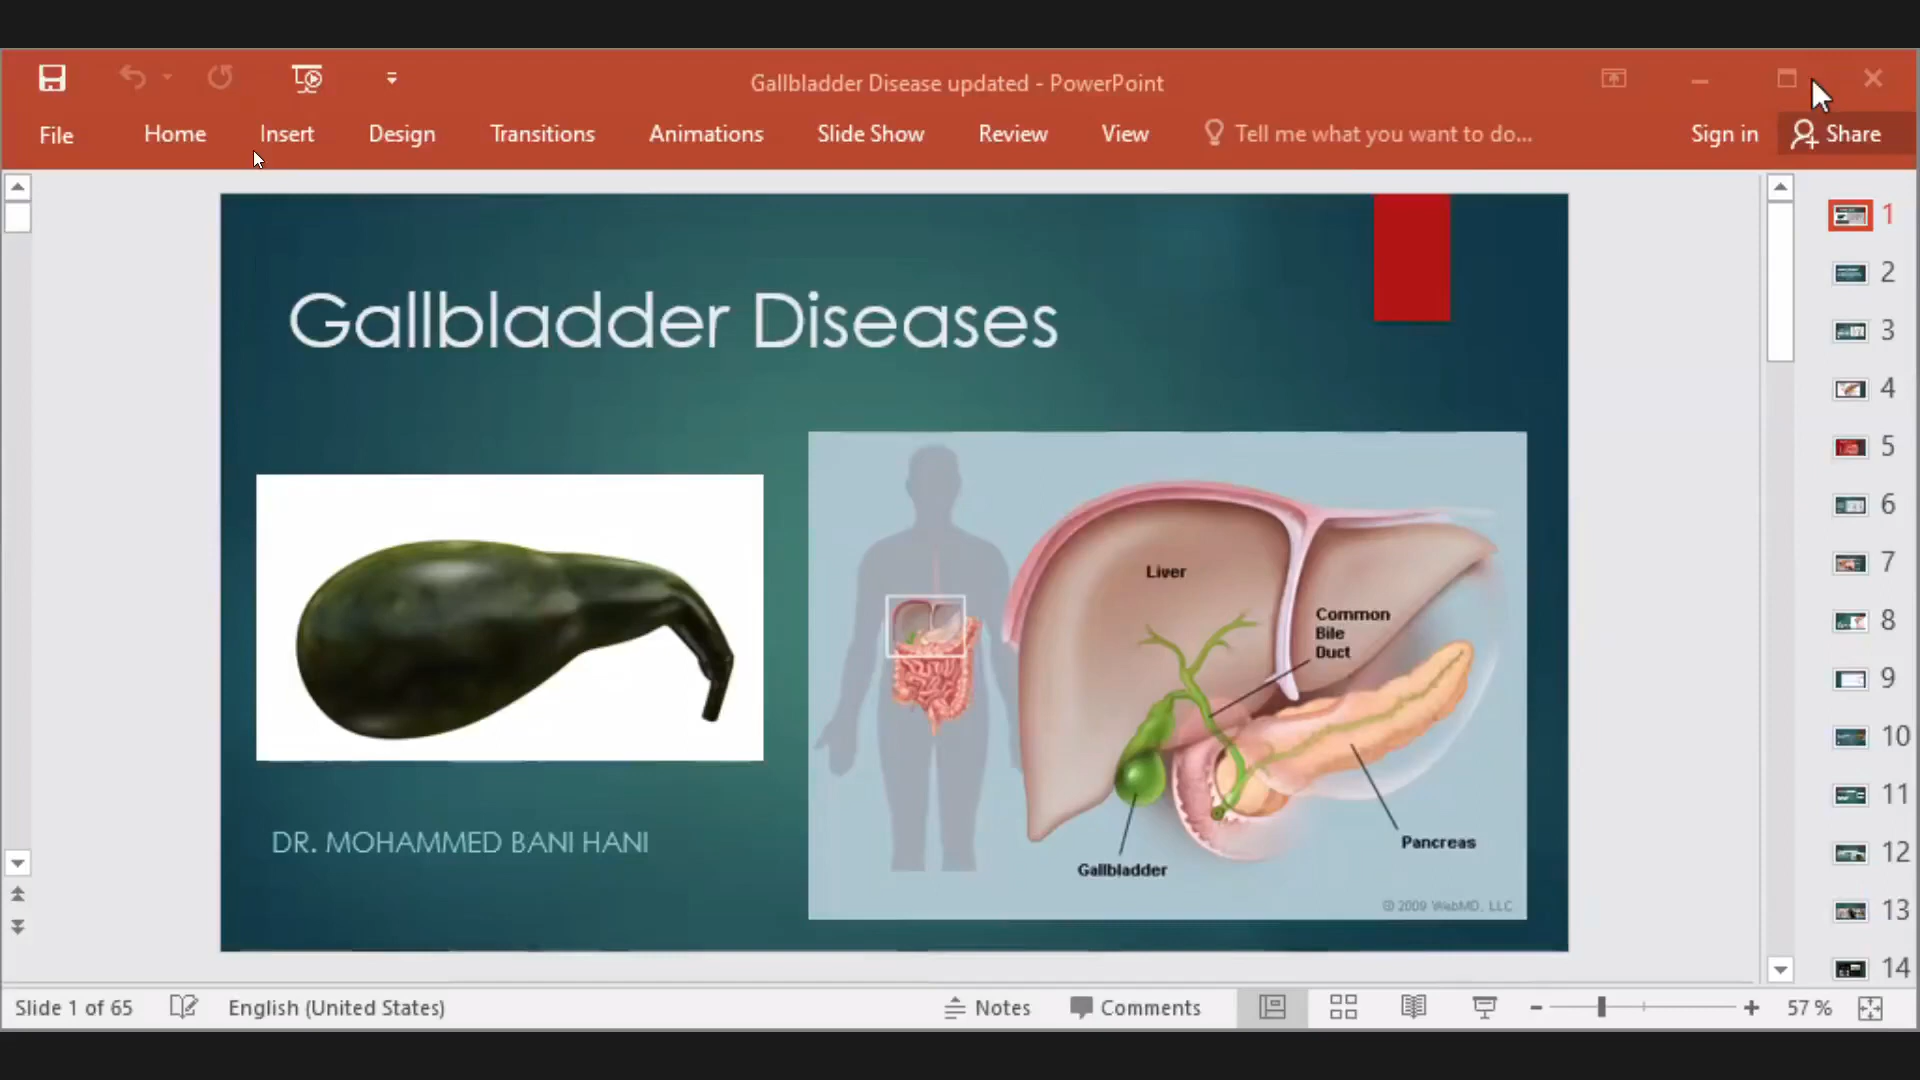 Gallbladder Disease updated - PowerPoint
File Home Insert Design Transitions Animations Slide Show Review View Tell me what you want to do... Sign in Share
Gallbladder Diseases
Liver
Common
Bile
Duct
Pancreas
Gallbladder
© 2009 WebMD, LLC
DR. MOHAMMED BANI HANI
1
2
3
4
5
6
7
8
9
10
11
12
13
14
Slide 1 of 65 English (United States) Notes Comments 57 %